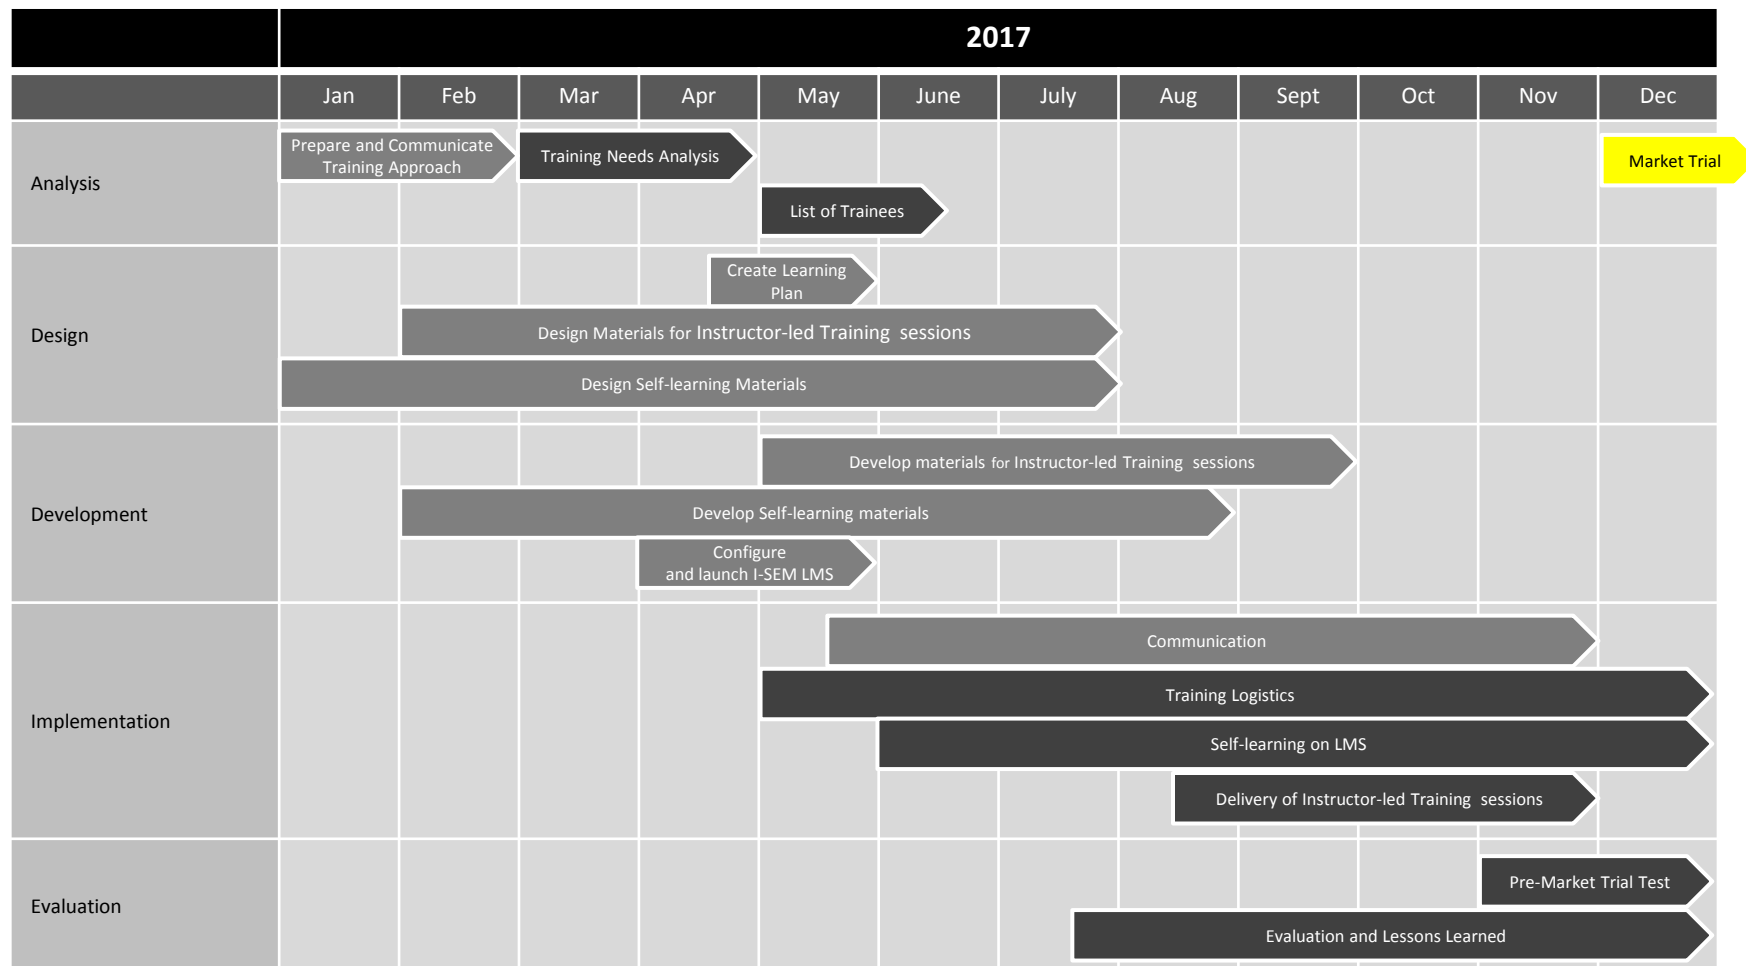 2017
Jan Feb Mar Apr May June July Aug Sept Oct Nov Dec
Analysis
Prepare and Communicate
Training Approach
Training Needs Analysis
Market Trial
List of Trainees
Design
Create Learning
Plan
Design Materials for Instructor-led Training sessions
Design Self-learning Materials
Development
Develop materials for Instructor-led Training sessions
Develop Self-learning materials
Configure
and launch I-SEM LMS
Implementation
Communication
Training Logistics
Self-learning on LMS
Delivery of Instructor-led Training sessions
Evaluation
Pre-Market Trial Test
Evaluation and Lessons Learned